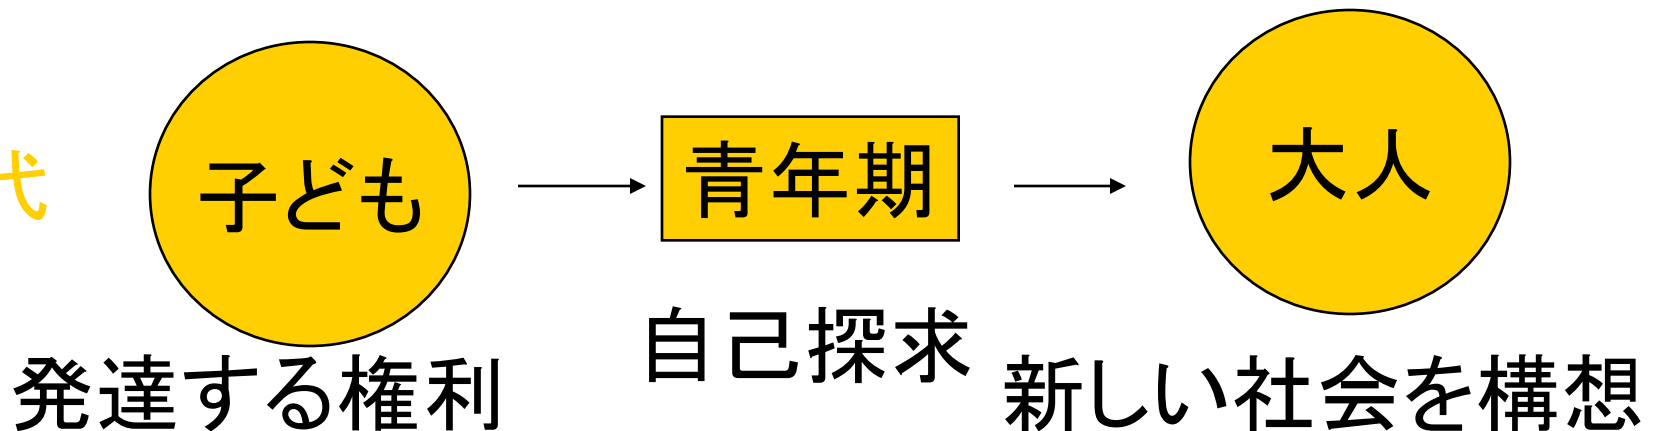 代
子ども
青年期
大人
発達する権利
自己探求
新しい社会を構想